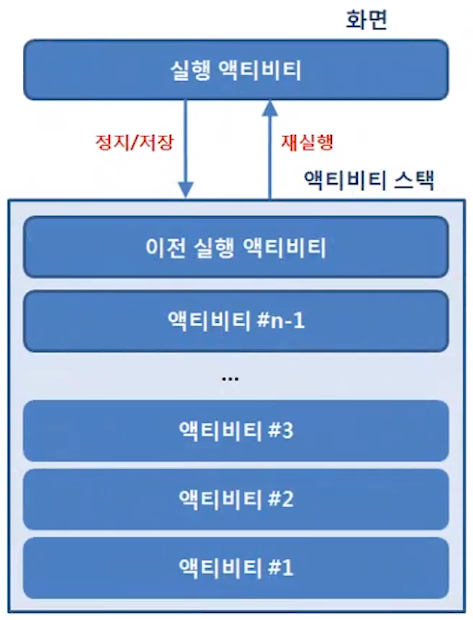 화면
실행 액티비티
정지/저장
재실행
액티비티 스택
이전 실행 액티비티
액티비티 #n-1
...
액티비티 #3
액티비티 #2
액티비티 #1